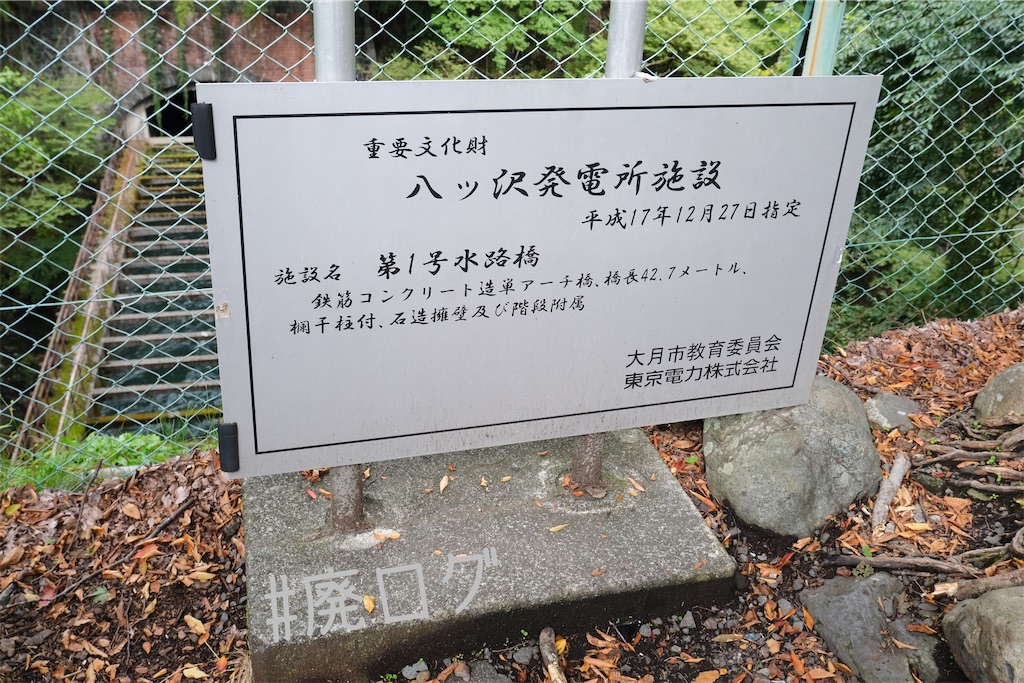 重要文化財
八ッ沢発電所施設
平成17年12月27日指定
施設名 第1号水路橋
鉄筋コンクリート造単アーチ橋、橋長42.7メートル、
欄干柱付、石造擁壁及び階段附属
大月市教育委員会
東京電力株式会社
#廃ログ